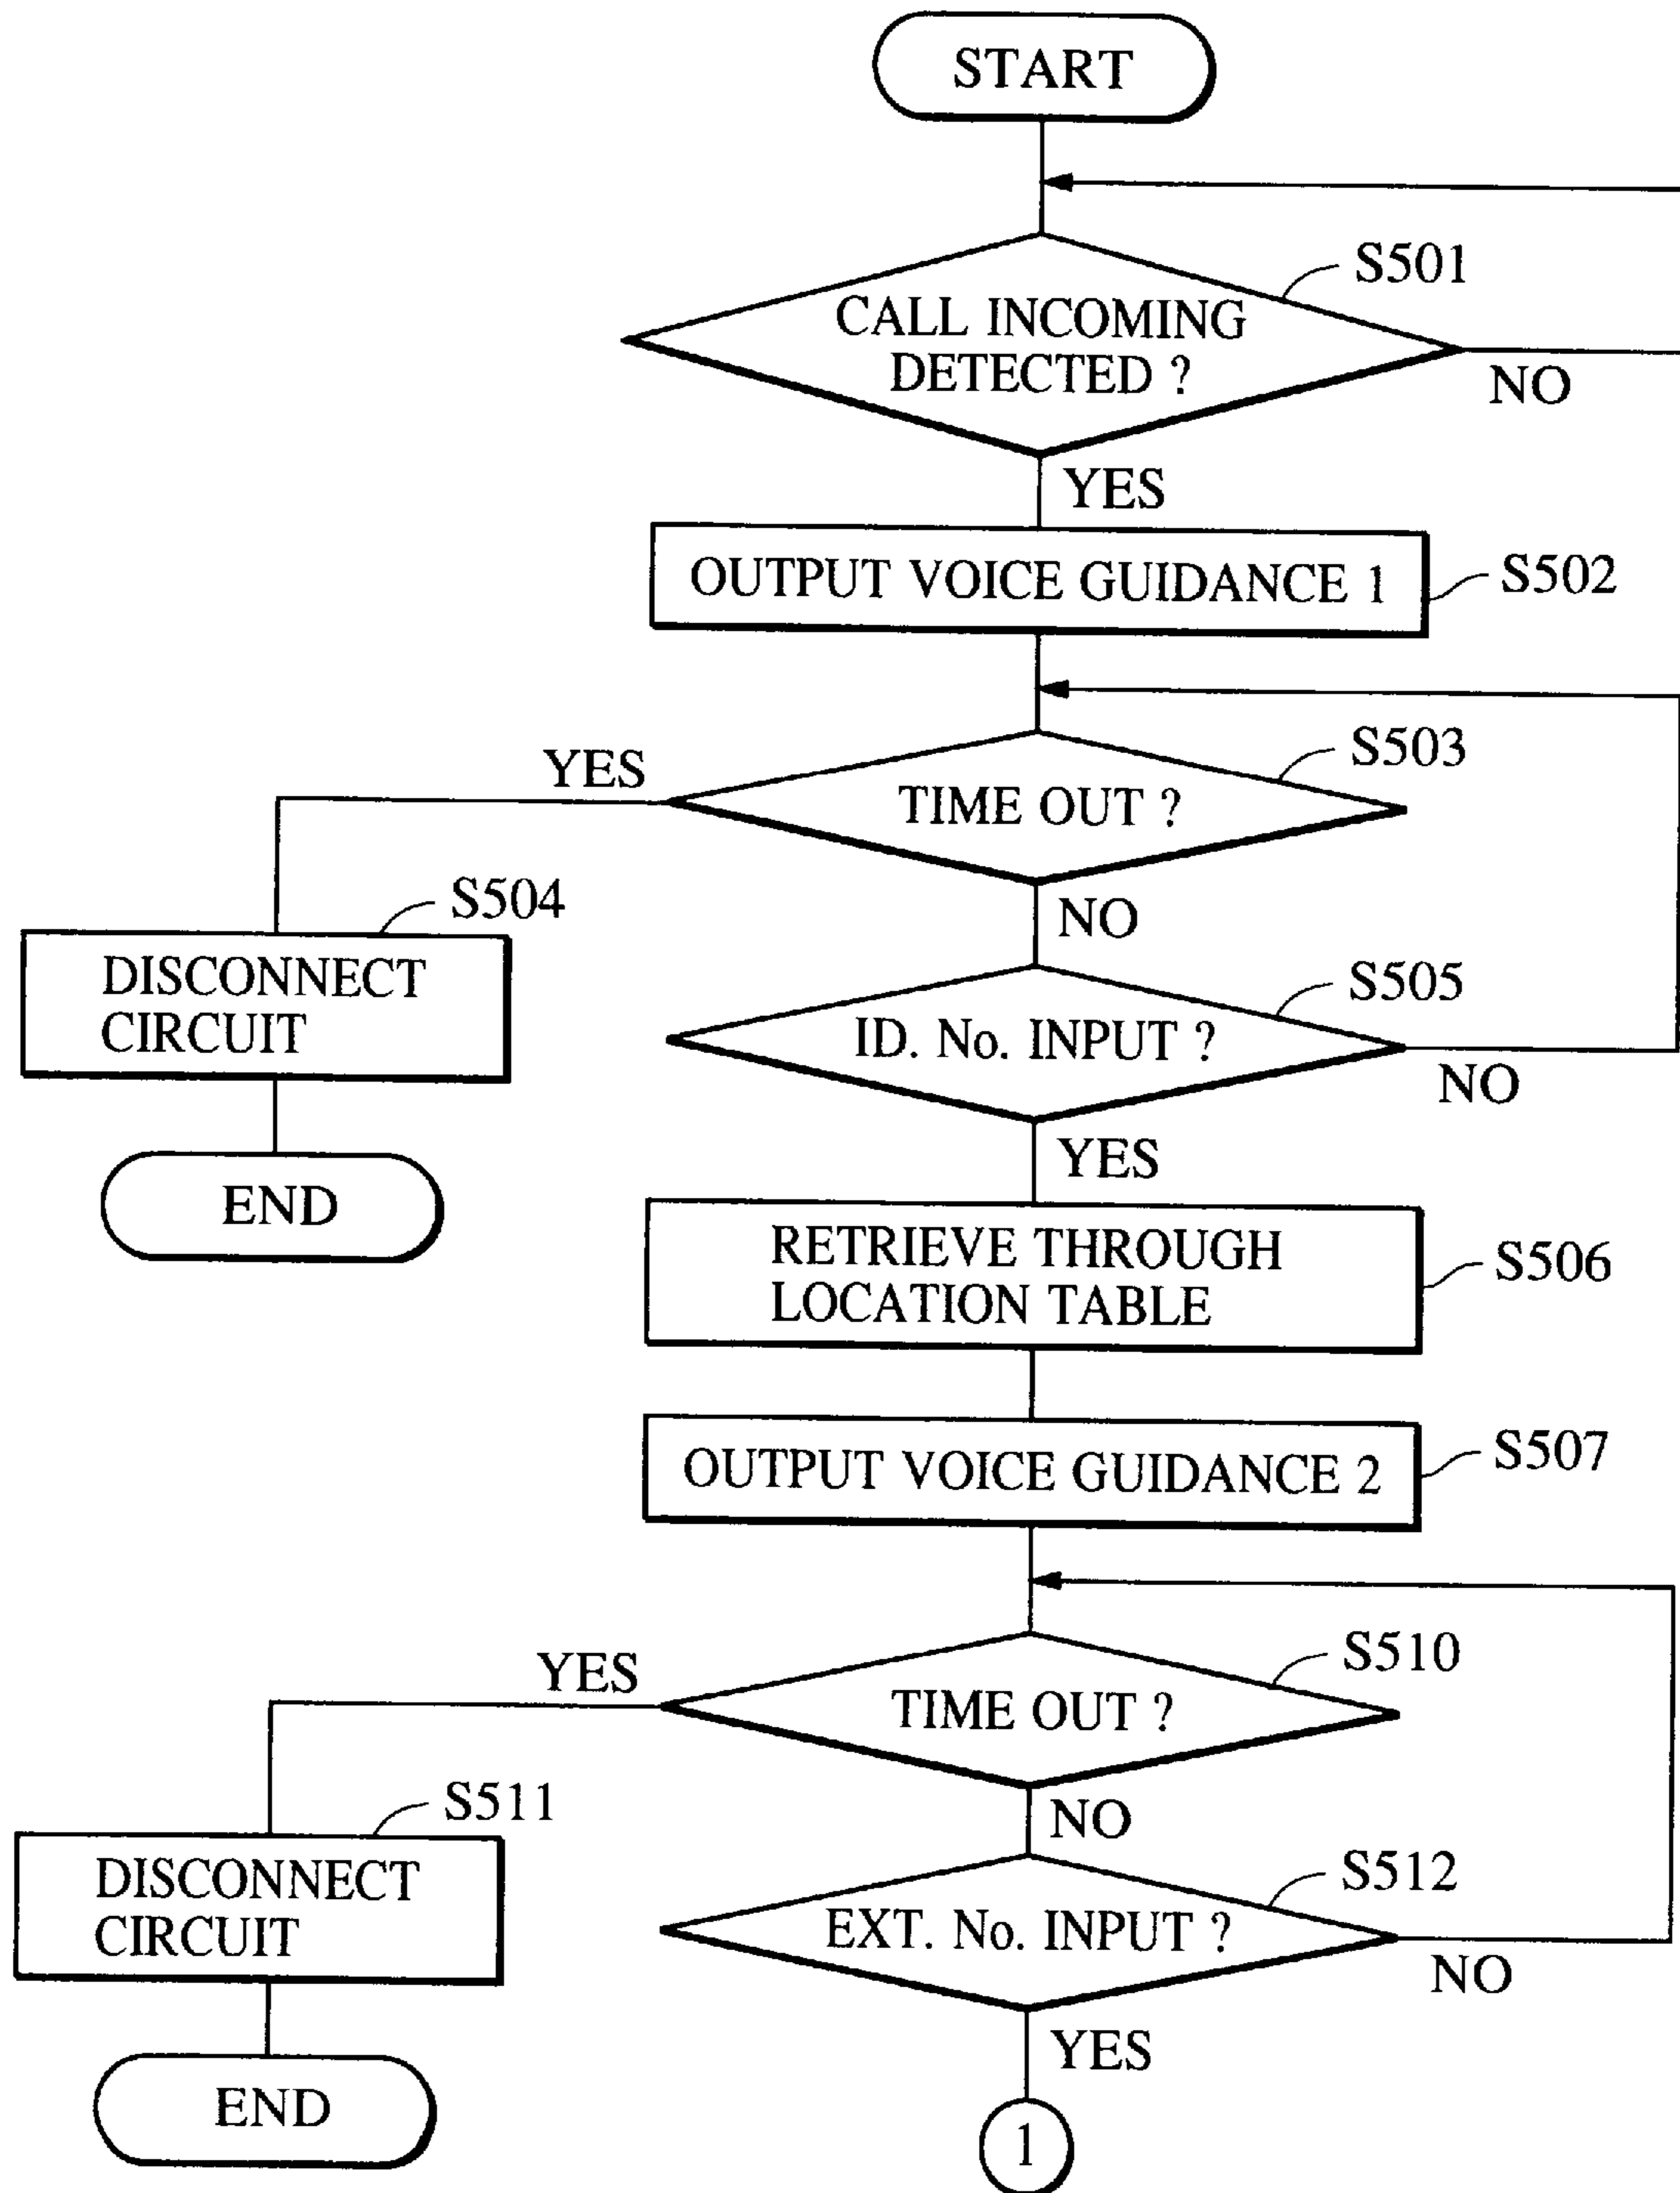 START
S501
CALL INCOMING
DETECTED ?
NO
YES
OUTPUT VOICE GUIDANCE 1
S502
S503
YES
TIME OUT ?
NO
S504
DISCONNECT
CIRCUIT
END
S505
ID. No. INPUT ?
NO
YES
RETRIEVE THROUGH
LOCATION TABLE
S506
OUTPUT VOICE GUIDANCE 2
S507
S510
YES
TIME OUT ?
NO
S511
DISCONNECT
CIRCUIT
END
S512
EXT. No. INPUT ?
NO
YES
1